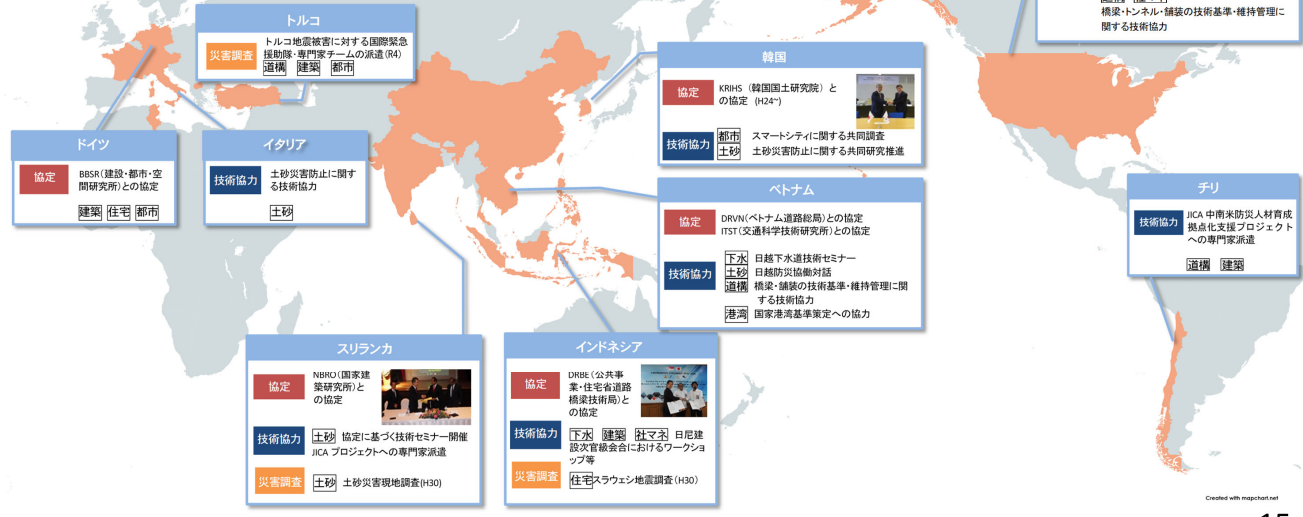 トルコ
災害調査
トルコ地震被害に対する国際緊急
援助隊・専門家チームの派遣(R4)
道構 建築 都市
橋梁・トンネル・舗装の技術基準・維持管理に
関する技術協力
韓国
協定
KRIHS（韓国国土研究院）と
の協定 (H24~)
技術協力
都市 スマートシティに関する共同調査
土砂 土砂災害防止に関する共同研究推進
ドイツ
協定
BBSR（建設・都市・空
間研究所）との協定
建築 住宅 都市
イタリア
技術協力
土砂災害防止に関す
る技術協力
土砂
ベトナム
協定
DRVN（ベトナム道路総局）との協定
ITST（交通科学技術研究所）との協定
技術協力
下水 日越下水道技術セミナー
土砂 日越防災協働対話
道構 橋梁・舗装の技術基準・維持管理に関
する技術協力
港湾 国家港湾基準策定への協力
チリ
技術協力
JICA 中南米防災人材育成
拠点化支援プロジェクト
への専門家派遣
道構 建築
スリランカ
協定
NBRO（国家建
築研究所）と
の協定
技術協力
土砂 協定に基づく技術セミナー開催
JICA プロジェクトへの専門家派遣
災害調査
土砂 土砂災害現地調査(H30)
インドネシア
協定
DRBE（公共事
業・住宅省道路
橋梁技術局）と
の協定
技術協力
下水 建築 社マネ 日尼建
設次官級会合におけるワークショ
ップ等
災害調査
住宅 スラウェシ地震調査（H30）
Created with mapchart.net